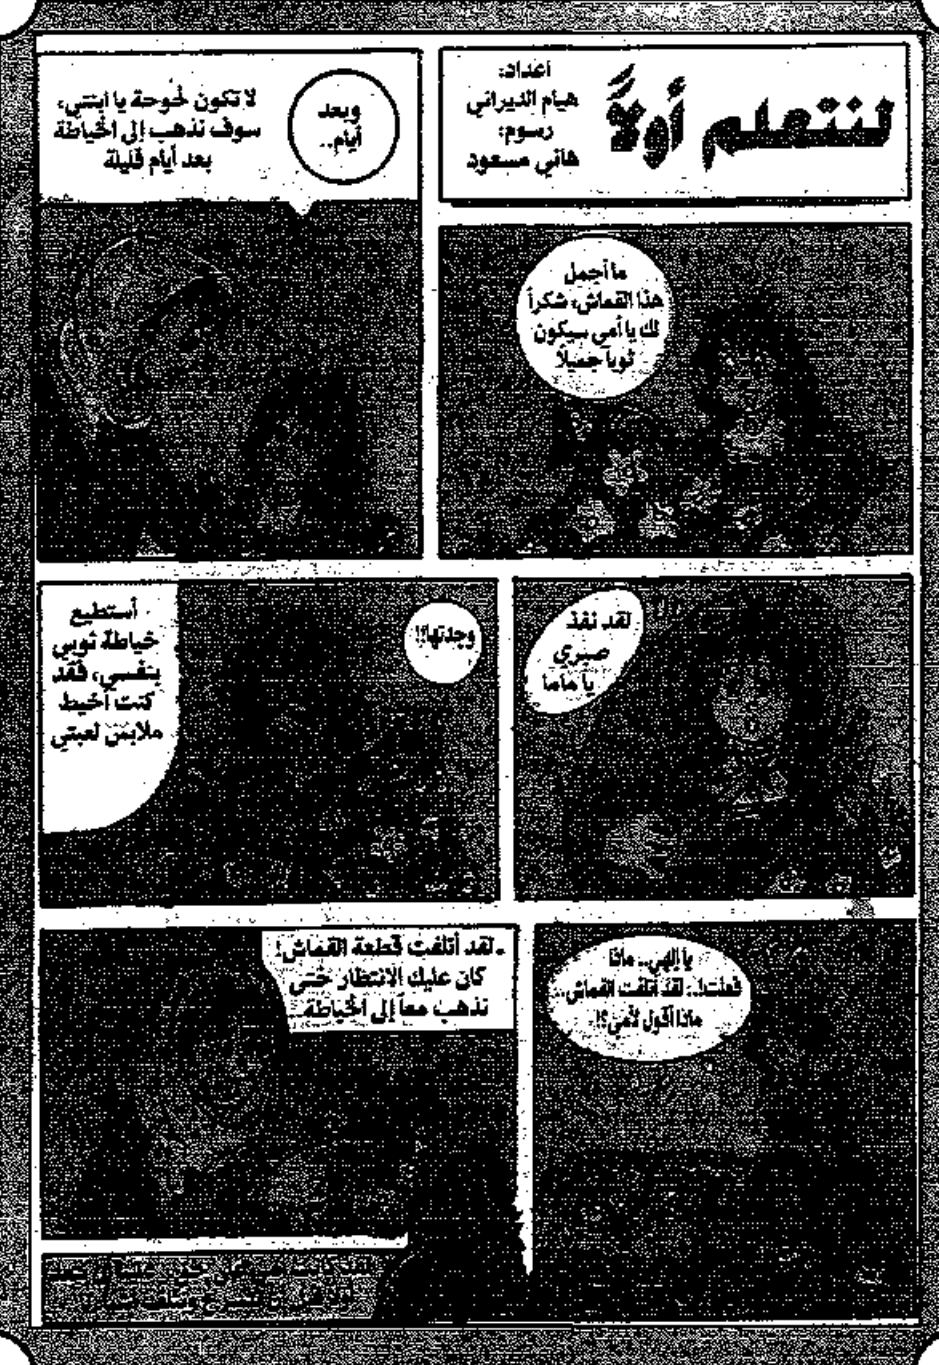 لنتعلم أولاً
اعداد:
هيام الديراني
رسوم:
هاني مسعود
ما أجمل
هذا القماش، شكراً
لك يا أمي سيكون
ثوباً جميلاً
وبعد
أيام..
لا تكون لحوحة يا ابنتي،
سوف نذهب إلى الخياطة
بعد أيام قليلة
لقد نفذ
صبري
يا ماما
وجدتها!!
أستطيع
خياطة ثوبي
بنفسي، فقد
كنت أخيط
ملابس لعبتي
يا إلهي.. ماذا
فعلت!.. لقد أتلفت القماش..
ماذا أقول لأمي؟!
- لقد أتلفت قطعة القماش!
كان عليك الانتظار حتى
نذهب معاً إلى الخياطة..